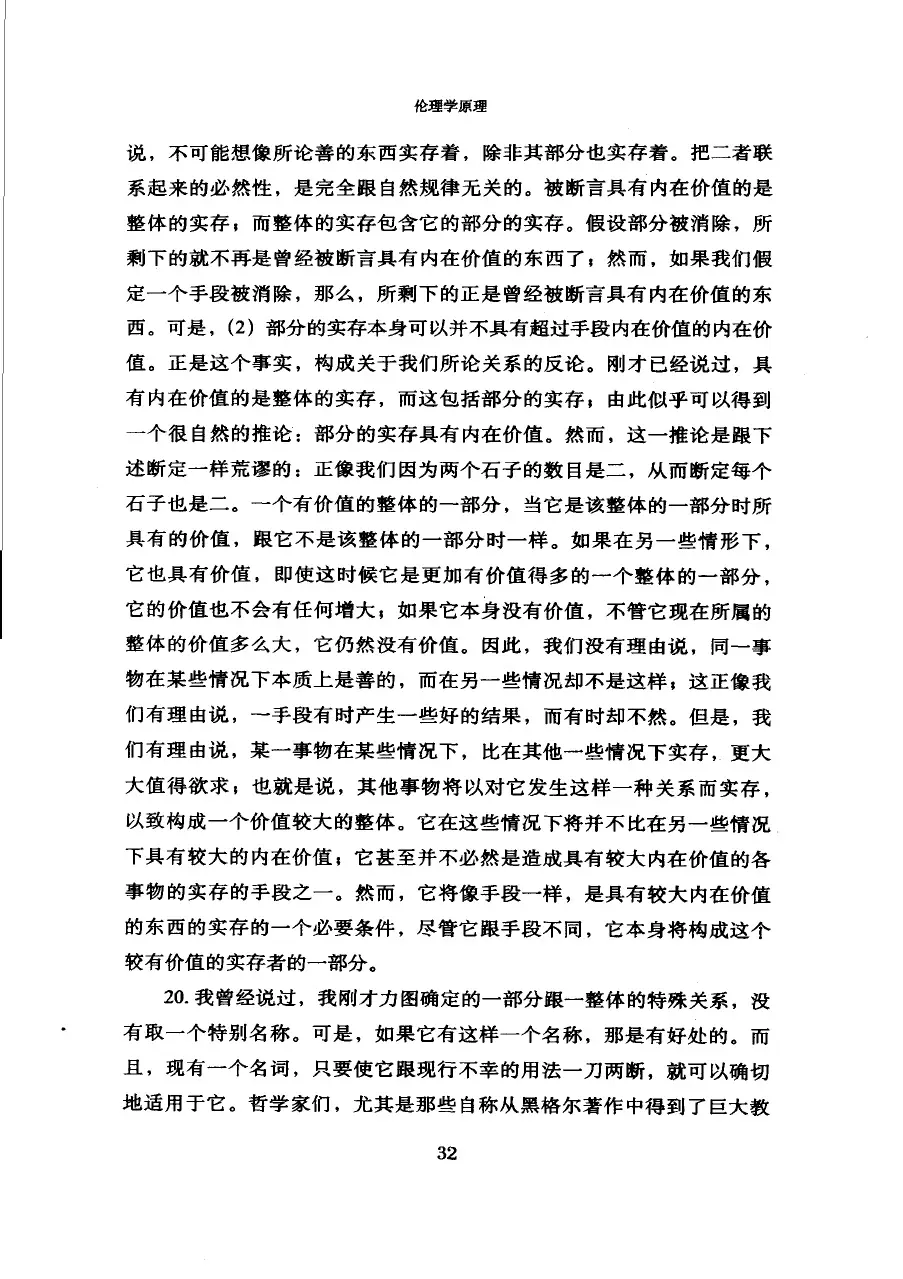 伦理学原理
说，不可能想像所论善的东西实存着，除非其部分也实存着。把二者联
系起来的必然性，是完全跟自然规律无关的。被断言具有内在价值的是
整体的实存；而整体的实存包含它的部分的实存。假设部分被消除，所
剩下的就不再是曾经被断言具有内在价值的东西了；然而，如果我们假
定一个手段被消除，那么，所剩下的正是曾经被断言具有内在价值的东
西。可是，（2）部分的实存本身可以并不具有超过手段内在价值的内在价
值。正是这个事实，构成关于我们所论关系的反论。刚才已经说过，具
有内在价值的是整体的实存，而这包括部分的实存；由此似乎可以得到
一个很自然的推论：部分的实存具有内在价值。然而，这一推论是跟下
述断定一样荒谬的：正像我们因为两个石子的数目是二，从而断定每个
石子也是二。一个有价值的整体的一部分，当它是该整体的一部分时所
具有的价值，跟它不是该整体的一部分时一样。如果在另一些情形下，
它也具有价值，即使这时候它是更加有价值得多的一个整体的一部分，
它的价值也不会有任何增大；如果它本身没有价值，不管它现在所属的
整体的价值多么大，它仍然没有价值。因此，我们没有理由说，同一事
物在某些情况下本质上是善的，而在另一些情况却不是这样；这正像我
们有理由说，一手段有时产生一些好的结果，而有时却不然。但是，我
们有理由说，某一事物在某些情况下，比在其他一些情况下实存，更大
大值得欲求；也就是说，其他事物将以对它发生这样一种关系而实存，
以致构成一个价值较大的整体。它在这些情况下将并不比在另一些情况
下具有较大的内在价值；它甚至并不必然是造成具有较大内在价值的各
事物的实存的手段之一。然而，它将像手段一样，是具有较大内在价值
的东西的实存的一个必要条件，尽管它跟手段不同，它本身将构成这个
较有价值的实存者的一部分。
20. 我曾经说过，我刚才力图确定的一部分跟一整体的特殊关系，没
有取一个特别名称。可是，如果它有这样一个名称，那是有好处的。而
且，现有一个名词，只要使它跟现行不幸的用法一刀两断，就可以确切
地适用于它。哲学家们，尤其是那些自称从黑格尔著作中得到了巨大教
32